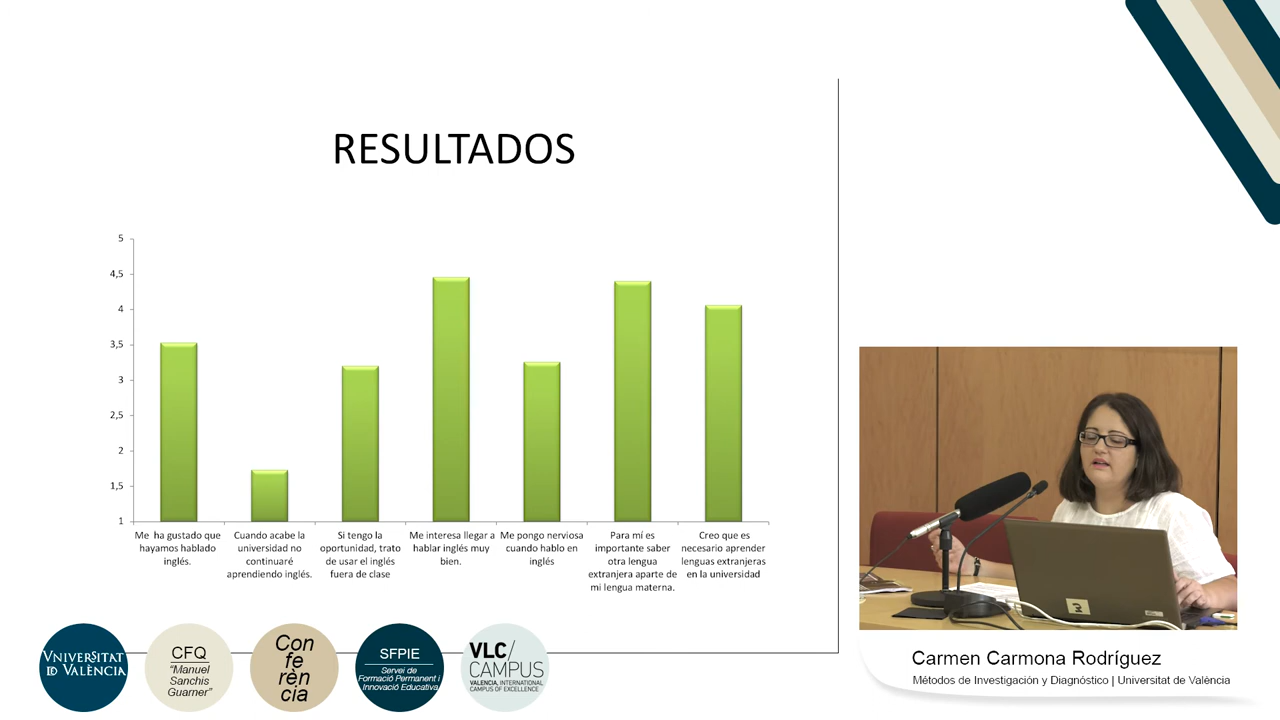 RESULTADOS
5
4,5
4
3,5
3
2,5
2
1,5
1
Me ha gustado que
hayamos hablado
inglés.
Cuando acabe la
universidad no
continuaré
aprendiendo inglés.
Si tengo la
oportunidad, trato
de usar el inglés
fuera de clase
Me interesa llegar a
hablar inglés muy
bien.
Me pongo nerviosa
cuando hablo en
inglés
Para mí es
importante saber
otra lengua
extranjera aparte de
mi lengua materna.
Creo que es
necesario aprender
lenguas extranjeras
en la universidad
VNIVERSITAT
ID VALÈNCIA
CFQ
"Manuel
Sanchis
Guarner"
Con
fe
rèn
cia
SFPIE
Servei de
Formació Permanent i
Innovació Educativa
VLC/
CAMPUS
VALENCIA, INTERNATIONAL
CAMPUS OF EXCELLENCE
Carmen Carmona Rodríguez
Métodos de Investigación y Diagnóstico | Universitat de València